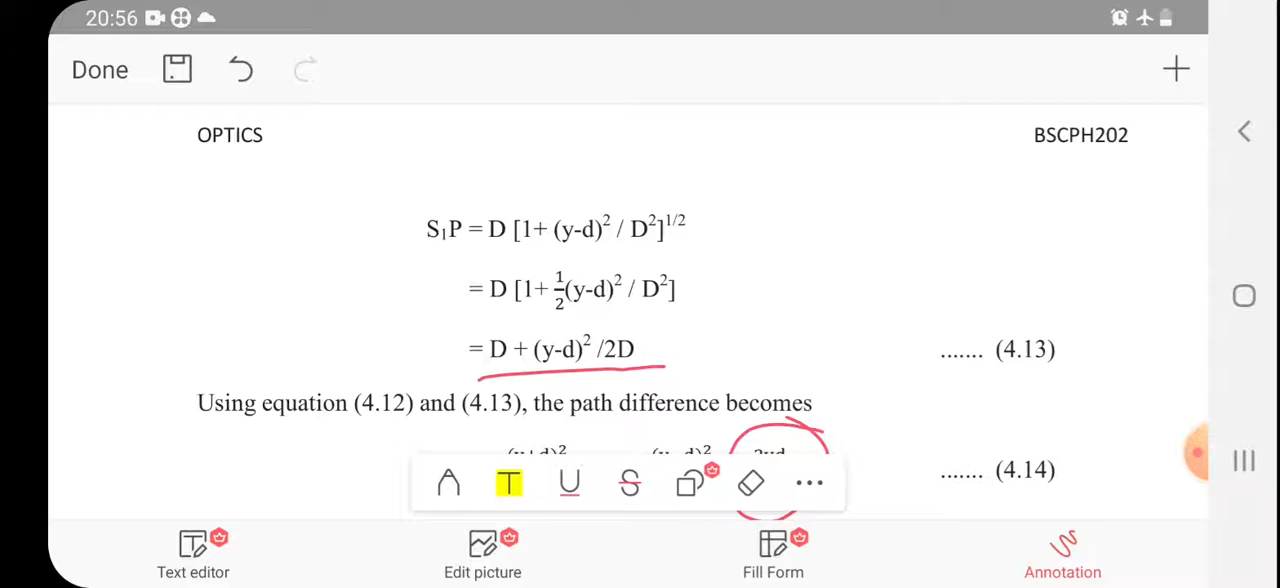 20:56
Done
OPTICS BSCPH202
S₁P = D [1+ (y-d)² / D²]^1/2
= D [1+ 1/2 (y-d)² / D²]
= D + (y-d)² /2D ....... (4.13)
Using equation (4.12) and (4.13), the path difference becomes
....... (4.14)
T U S
Text editor Edit picture Fill Form Annotation